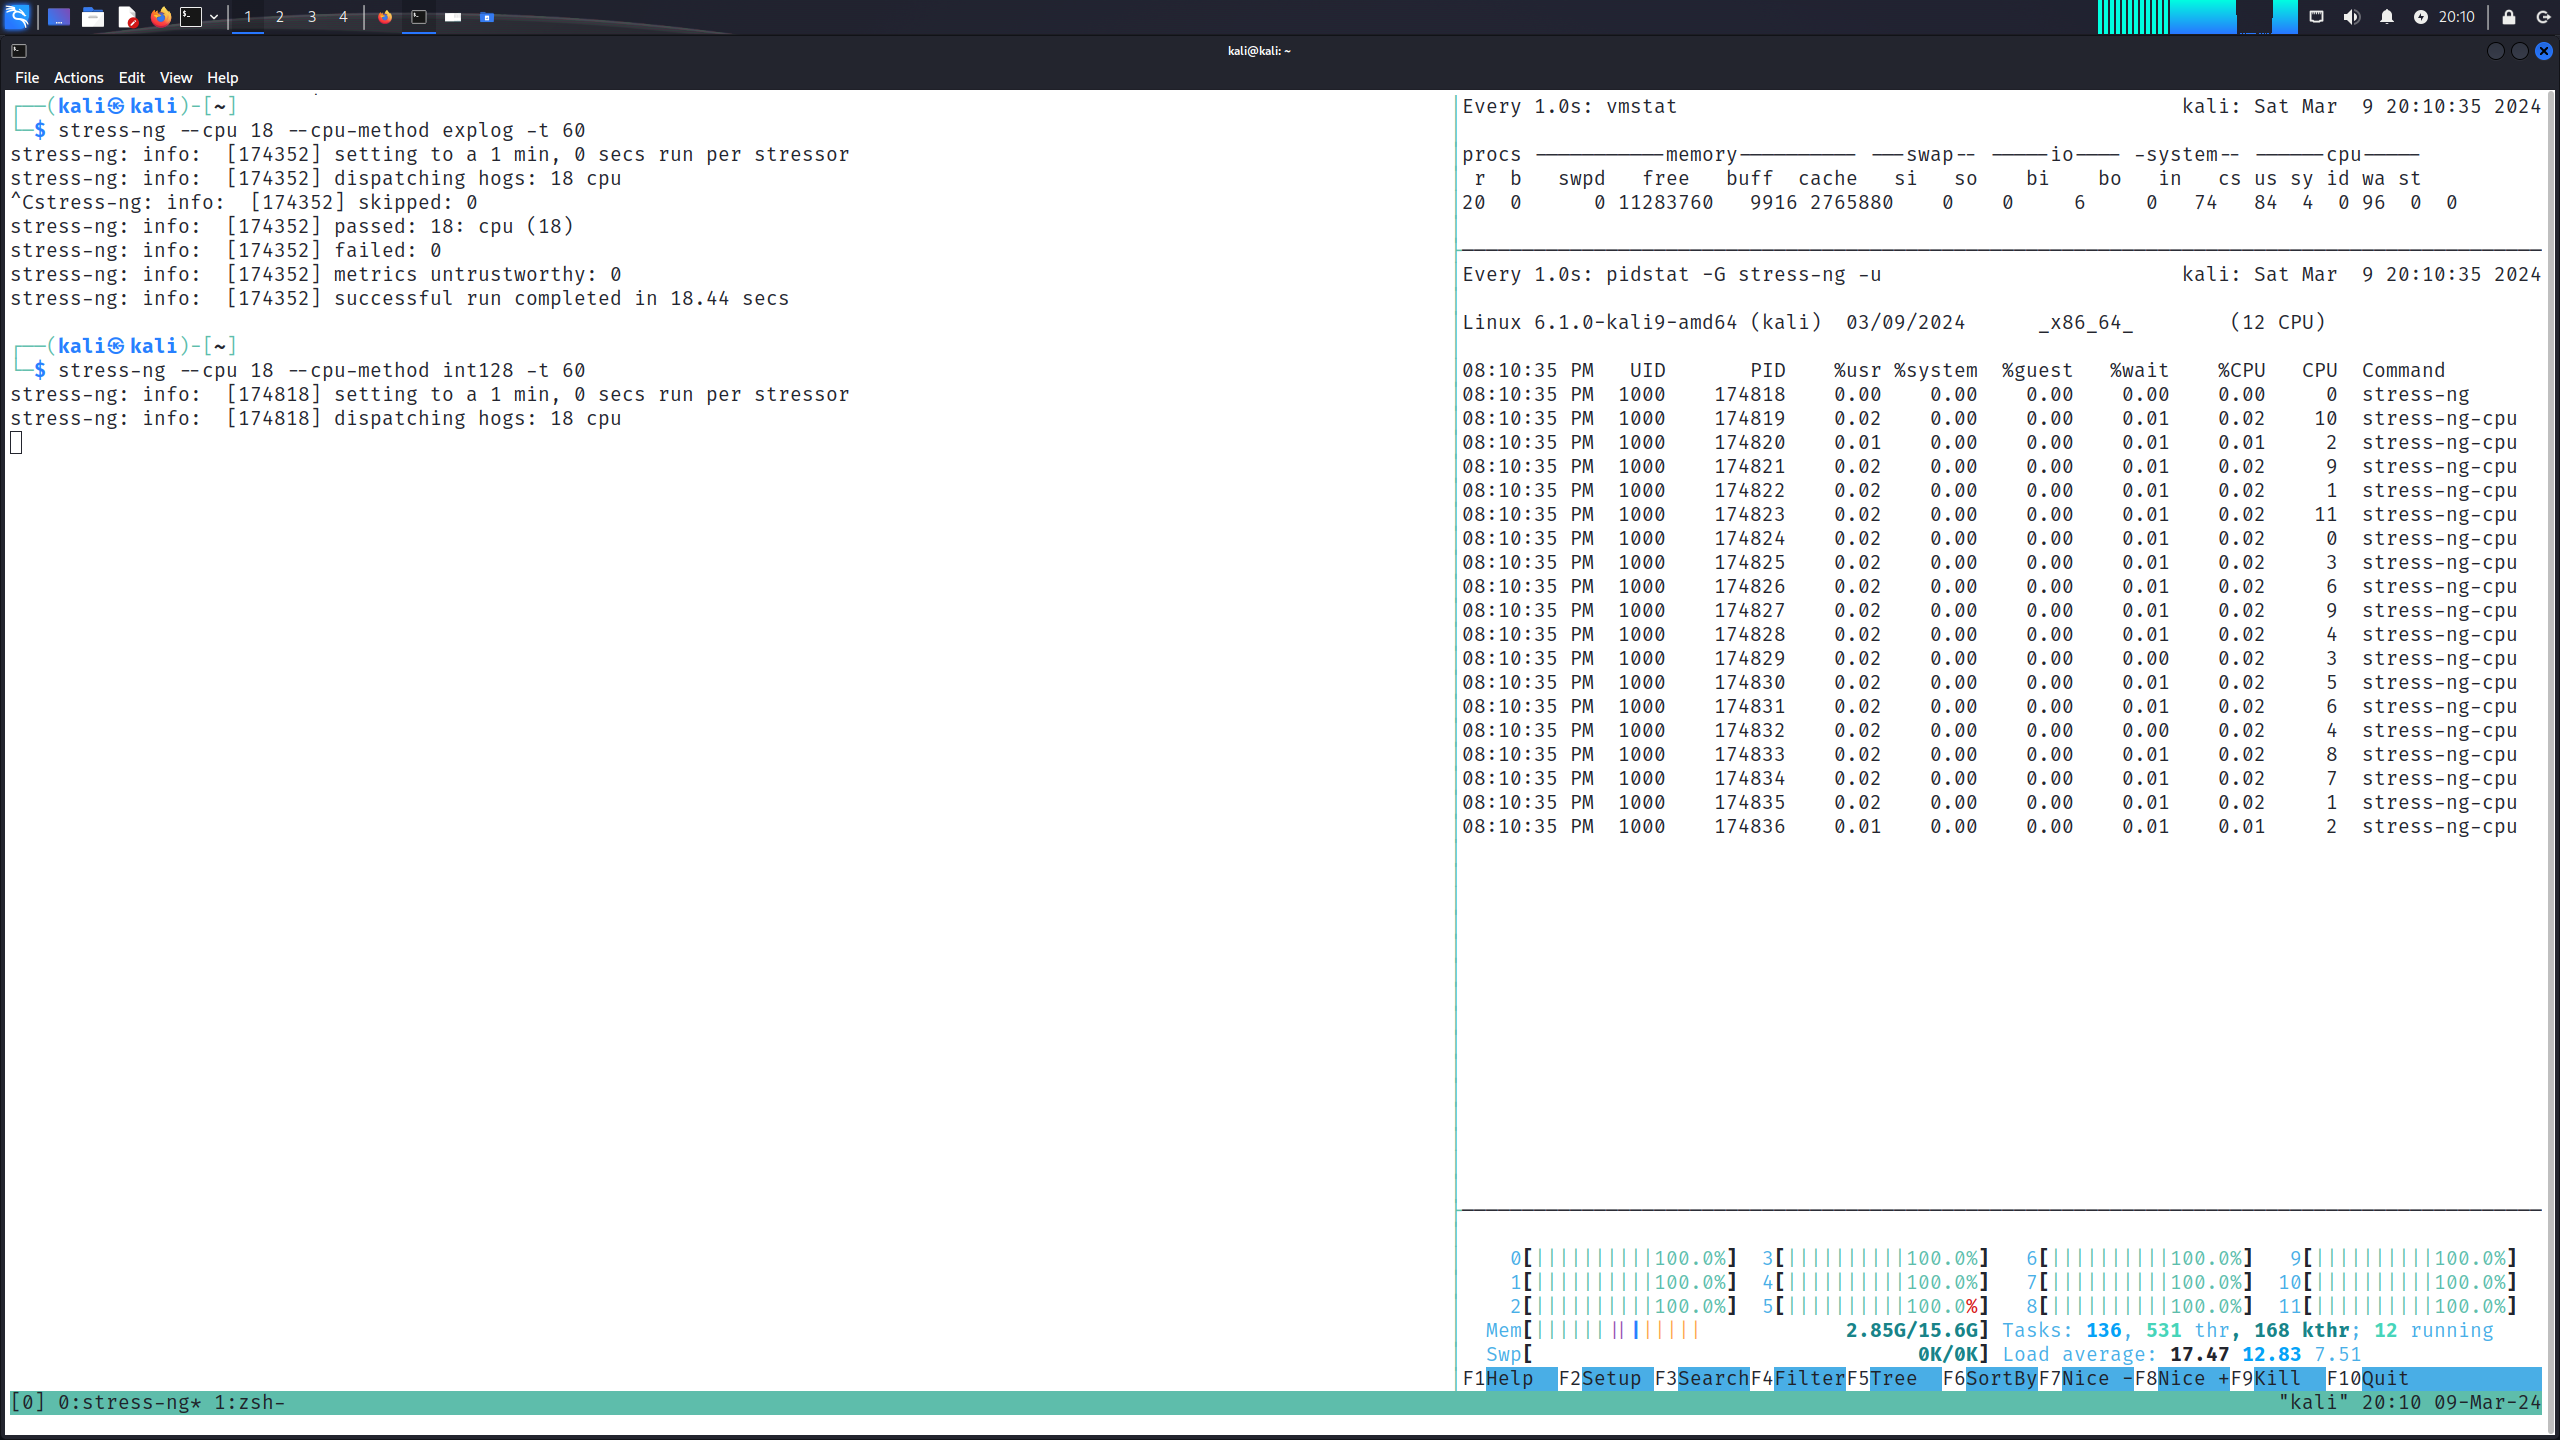 1 2 3 4 20:10
kali@kali: ~
File Actions Edit View Help
┌──(kali㉿kali)-[~]
└─$ stress-ng --cpu 18 --cpu-method explog -t 60
stress-ng: info:  [174352] setting to a 1 min, 0 secs run per stressor
stress-ng: info:  [174352] dispatching hogs: 18 cpu
^Cstress-ng: info:  [174352] skipped: 0
stress-ng: info:  [174352] passed: 18: cpu (18)
stress-ng: info:  [174352] failed: 0
stress-ng: info:  [174352] metrics untrustworthy: 0
stress-ng: info:  [174352] successful run completed in 18.44 secs
┌──(kali㉿kali)-[~]
└─$ stress-ng --cpu 18 --cpu-method int128 -t 60
stress-ng: info:  [174818] setting to a 1 min, 0 secs run per stressor
stress-ng: info:  [174818] dispatching hogs: 18 cpu
Every 1.0s: vmstat kali: Sat Mar  9 20:10:35 2024
procs -----------memory---------- ---swap-- -----io---- -system-- ------cpu-----
r b swpd free buff cache si so bi bo in cs us sy id wa st
20 0 0 11283760 9916 2765880 0 0 6 0 74 84 4 0 96 0 0
Every 1.0s: pidstat -G stress-ng -u kali: Sat Mar  9 20:10:35 2024
Linux 6.1.0-kali9-amd64 (kali) 03/09/2024 _x86_64_ (12 CPU)
08:10:35 PM UID PID %usr %system %guest %wait %CPU CPU Command
08:10:35 PM 1000 174818 0.00 0.00 0.00 0.00 0.00 0 stress-ng
08:10:35 PM 1000 174819 0.02 0.00 0.00 0.01 0.02 10 stress-ng-cpu
08:10:35 PM 1000 174820 0.01 0.00 0.00 0.01 0.01 2 stress-ng-cpu
08:10:35 PM 1000 174821 0.02 0.00 0.00 0.01 0.02 9 stress-ng-cpu
08:10:35 PM 1000 174822 0.02 0.00 0.00 0.01 0.02 1 stress-ng-cpu
08:10:35 PM 1000 174823 0.02 0.00 0.00 0.01 0.02 11 stress-ng-cpu
08:10:35 PM 1000 174824 0.02 0.00 0.00 0.01 0.02 0 stress-ng-cpu
08:10:35 PM 1000 174825 0.02 0.00 0.00 0.01 0.02 3 stress-ng-cpu
08:10:35 PM 1000 174826 0.02 0.00 0.00 0.01 0.02 6 stress-ng-cpu
08:10:35 PM 1000 174827 0.02 0.00 0.00 0.01 0.02 9 stress-ng-cpu
08:10:35 PM 1000 174828 0.02 0.00 0.00 0.01 0.02 4 stress-ng-cpu
08:10:35 PM 1000 174829 0.02 0.00 0.00 0.00 0.02 3 stress-ng-cpu
08:10:35 PM 1000 174830 0.02 0.00 0.00 0.01 0.02 5 stress-ng-cpu
08:10:35 PM 1000 174831 0.02 0.00 0.00 0.01 0.02 6 stress-ng-cpu
08:10:35 PM 1000 174832 0.02 0.00 0.00 0.00 0.02 4 stress-ng-cpu
08:10:35 PM 1000 174833 0.02 0.00 0.00 0.01 0.02 8 stress-ng-cpu
08:10:35 PM 1000 174834 0.02 0.00 0.00 0.01 0.02 7 stress-ng-cpu
08:10:35 PM 1000 174835 0.02 0.00 0.00 0.01 0.02 1 stress-ng-cpu
08:10:35 PM 1000 174836 0.01 0.00 0.00 0.01 0.01 2 stress-ng-cpu
0[||||||||||100.0%] 3[||||||||||100.0%] 6[||||||||||100.0%] 9[||||||||||100.0%]
1[||||||||||100.0%] 4[||||||||||100.0%] 7[||||||||||100.0%] 10[||||||||||100.0%]
2[||||||||||100.0%] 5[||||||||||100.0%] 8[||||||||||100.0%] 11[||||||||||100.0%]
Mem[|||||||||||||| 2.85G/15.6G] Tasks: 136, 531 thr, 168 kthr; 12 running
Swp[ 0K/0K] Load average: 17.47 12.83 7.51
F1Help F2Setup F3SearchF4FilterF5Tree F6SortByF7Nice -F8Nice +F9Kill F10Quit
[0] 0:stress-ng* 1:zsh- "kali" 20:10 09-Mar-24